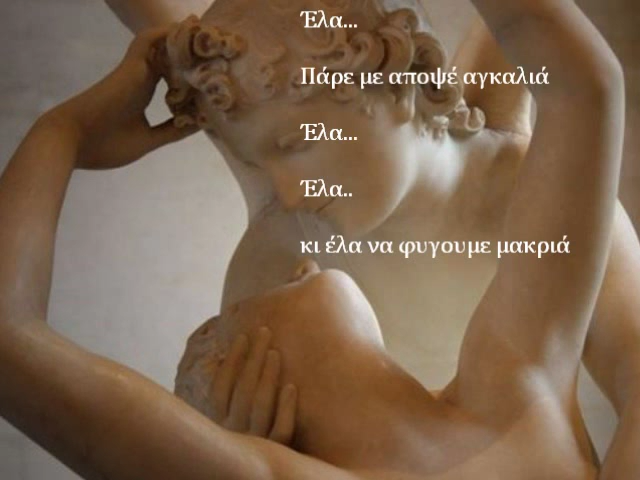 Έλα...
Πάρε με αποψέ αγκαλιά
Έλα...
Έλα..
κι έλα να φυγουμε μακριά